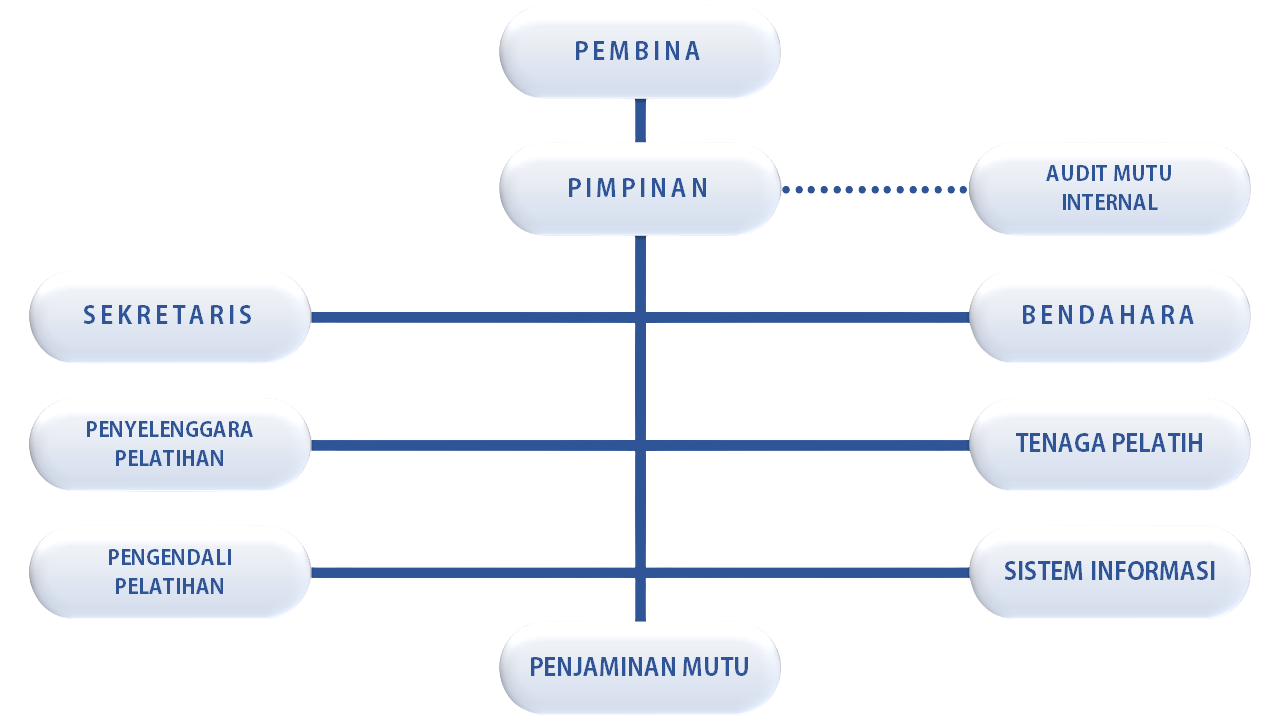 PEMBINA
PIMPINAN
AUDIT MUTU
INTERNAL
SEKRETARIS
BENDAHARA
PENYELENGGARA
PELATIHAN
TENAGA PELATIH
PENGENDALI
PELATIHAN
SISTEM INFORMASI
PENJAMINAN MUTU